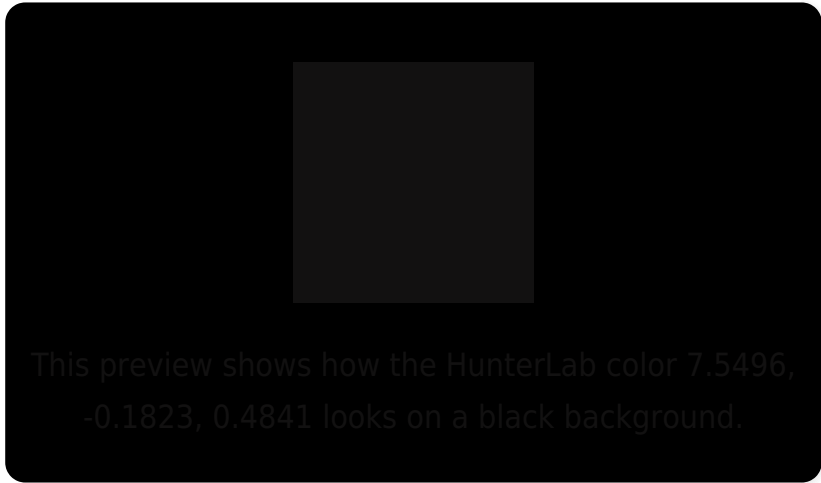 This preview shows how the HunterLab color 7.5496,
-0.1823, 0.4841 looks on a black background.